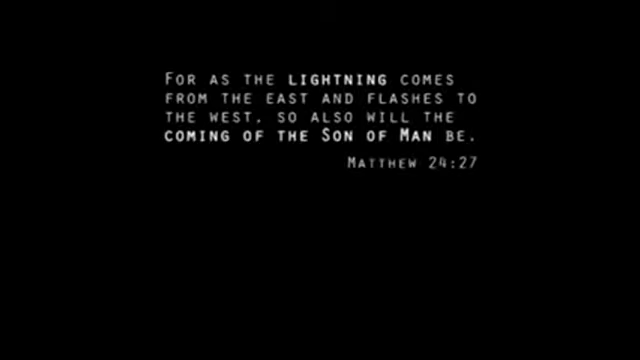 For as the lightning comes
from the east and flashes to
the west, so also will the
coming of the Son of Man be.
Matthew 24:27